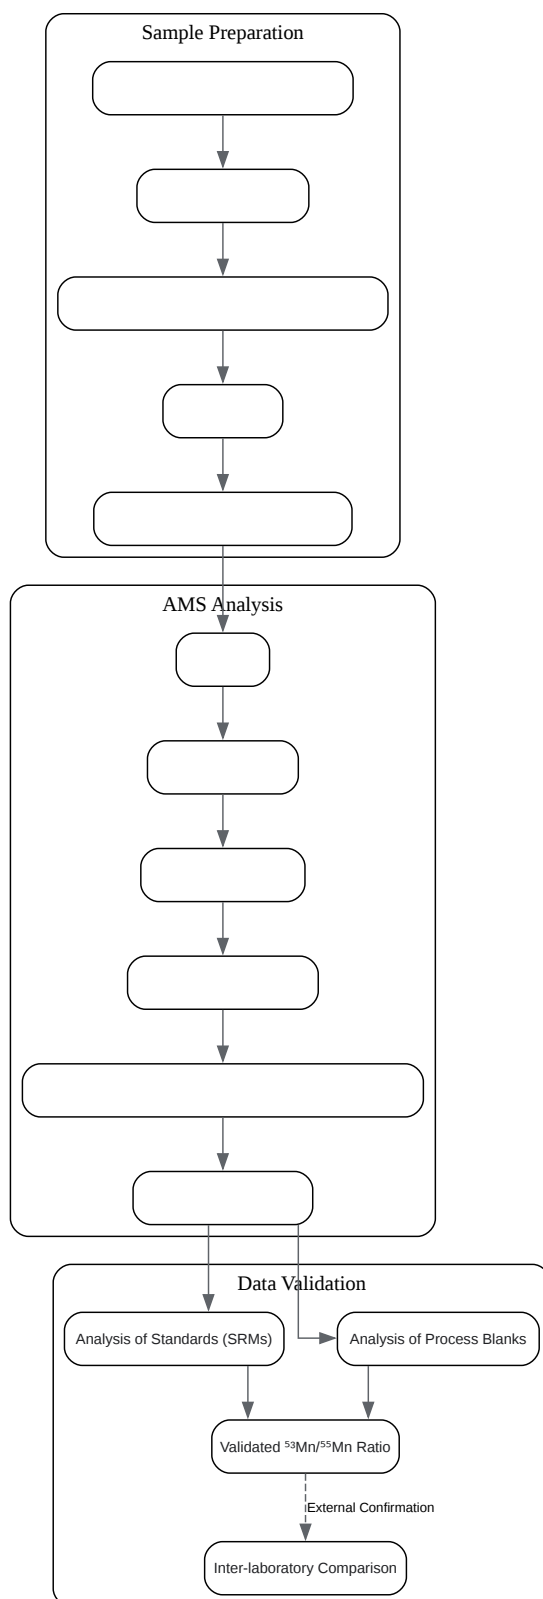 Sample Preparation
AMS Analysis
Data Validation
Analysis of Standards (SRMs)
Analysis of Process Blanks
Validated ⁵³Mn/⁵⁵Mn Ratio
External Confirmation
Inter-laboratory Comparison